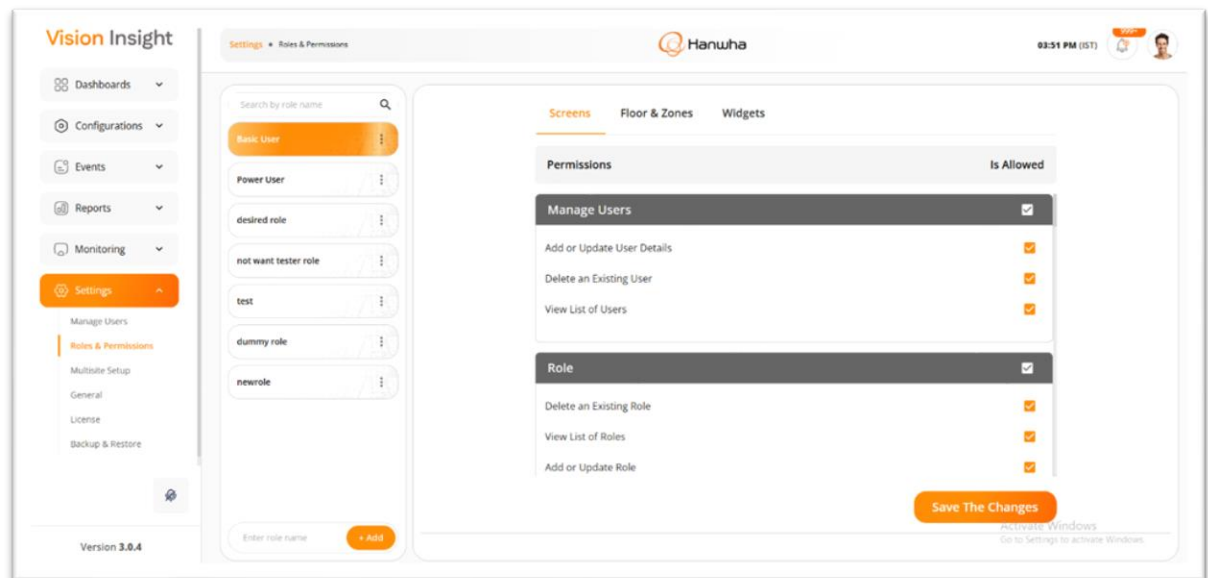 Vision Insight
Settings • Roles & Permissions
Hanwha
03:51 PM (IST)
999+
Dashboards
Configurations
Events
Reports
Monitoring
Settings
Manage Users
Roles & Permissions
Multisite Setup
General
License
Backup & Restore
Version 3.0.4
Search by role name
Basic User
Power User
desired role
not want tester role
test
dummy role
newrole
Enter role name
+ Add
Screens Floor & Zones Widgets
Permissions Is Allowed
Manage Users
Add or Update User Details
Delete an Existing User
View List of Users
Role
Delete an Existing Role
View List of Roles
Add or Update Role
Save The Changes
Activate Windows
Go to Settings to activate Windows.